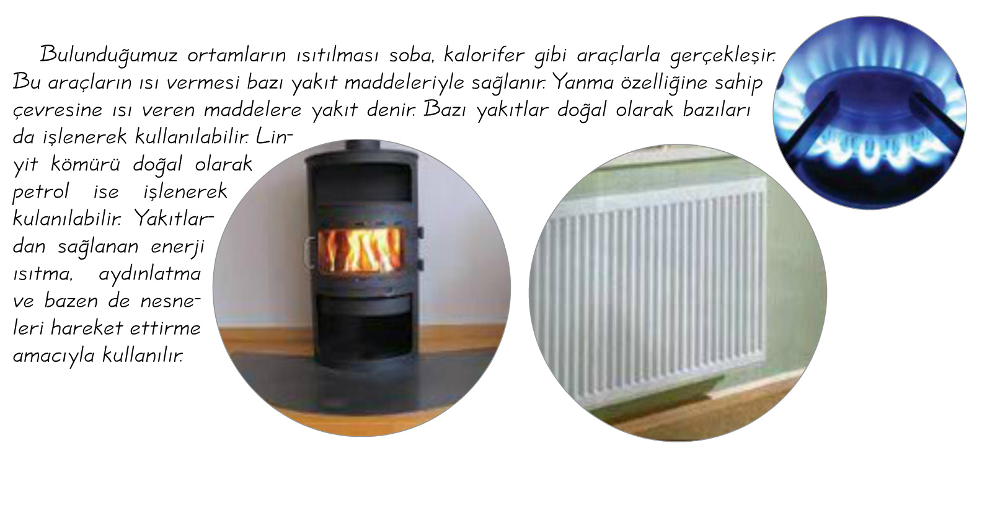 Bulunduğumuz ortamların ısıtılması soba, kalorifer gibi araçlarla gerçekleşir.
Bu araçların ısı vermesi bazı yakıt maddeleriyle sağlanır. Yanma özelliğine sahip
çevresine ısı veren maddelere yakıt denir. Bazı yakıtlar doğal olarak bazıları
da işlenerek kullanılabilir. Lin-
yit kömürü doğal olarak
petrol ise işlenerek
kulanılabilir. Yakıtlar-
dan sağlanan enerji
ısıtma, aydınlatma
ve bazen de nesne-
leri hareket ettirme
amacıyla kullanılır.